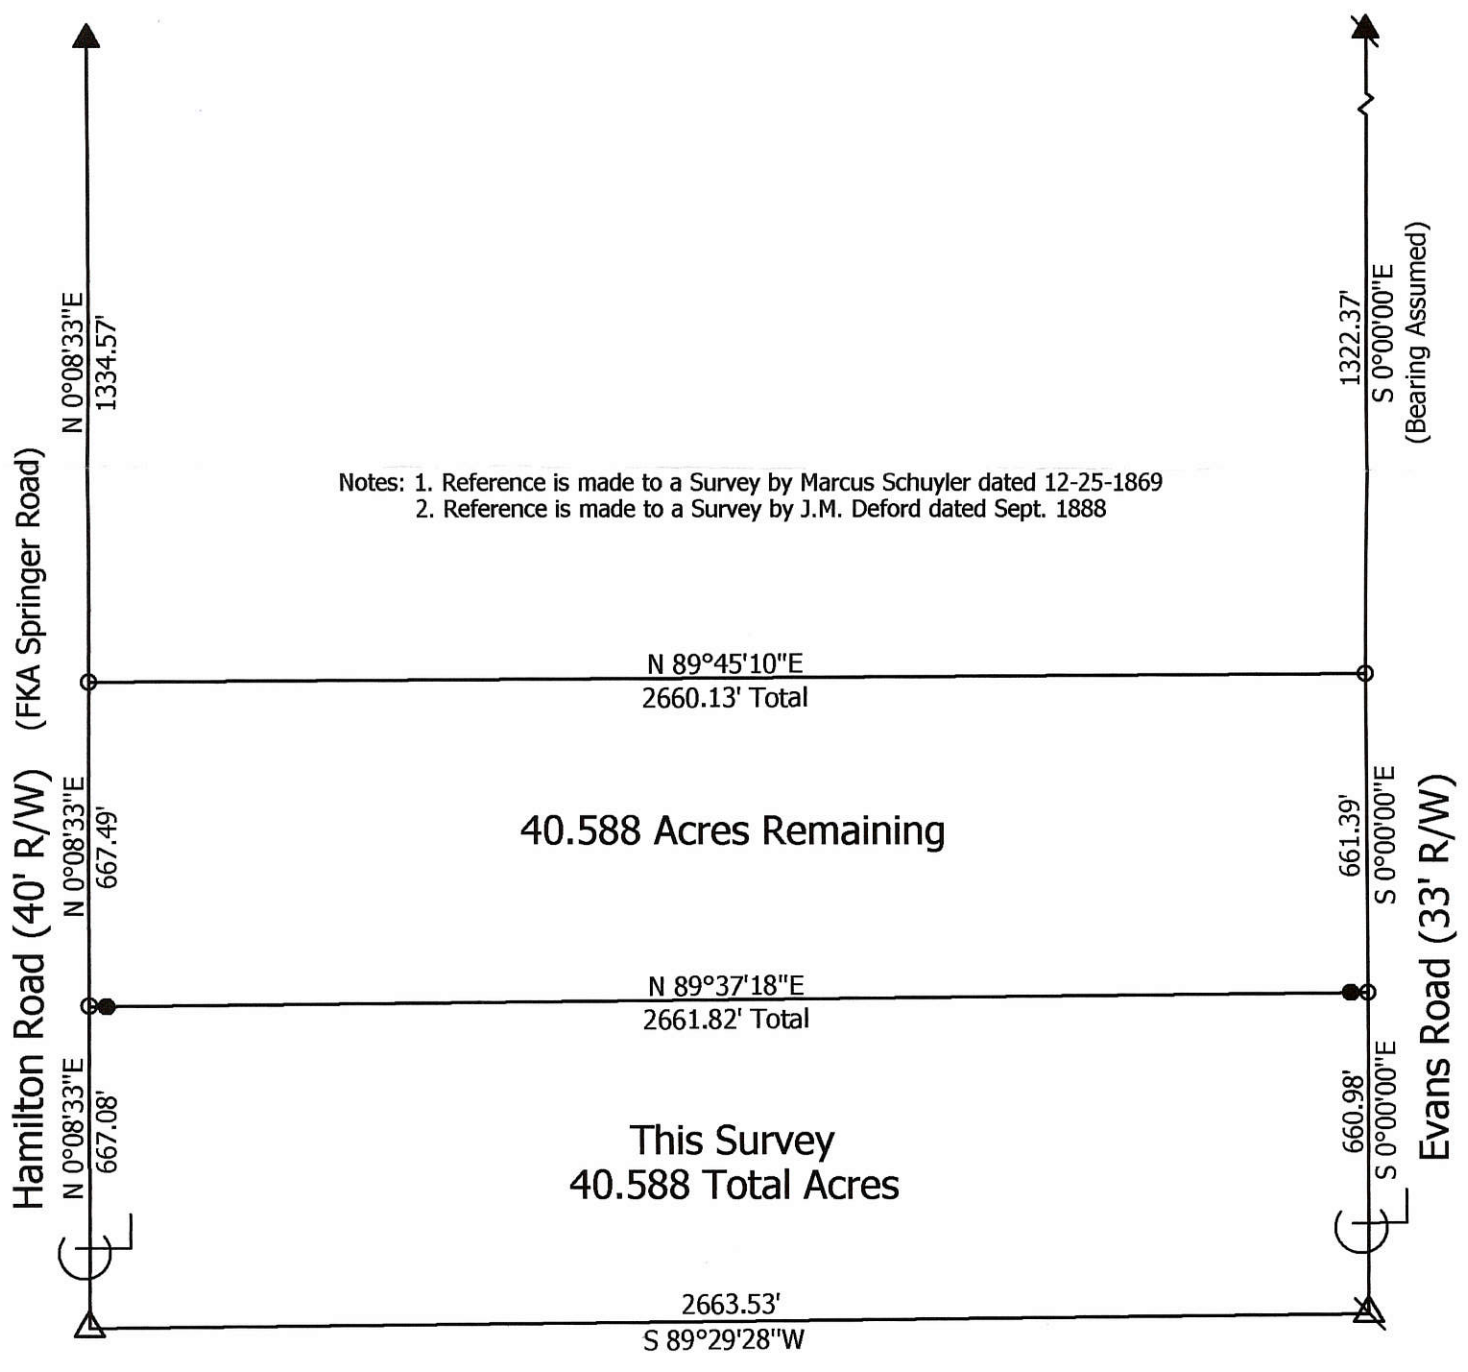 N 0°08'33"E
1334.57'
1322.37'
S 0°00'00"E
(Bearing Assumed)
(FKA Springer Road)
Notes: 1. Reference is made to a Survey by Marcus Schuyler dated 12-25-1869
2. Reference is made to a Survey by J.M. Deford dated Sept. 1888
N 89°45'10"E
2660.13' Total
Hamilton Road (40' R/W)
N 0°08'33"E
667.49'
40.588 Acres Remaining
661.39'
S 0°00'00"E
Evans Road (33' R/W)
N 89°37'18"E
2661.82' Total
N 0°08'33"E
667.08'
This Survey
40.588 Total Acres
660.98'
S 0°00'00"E
2663.53'
S 89°29'28"W